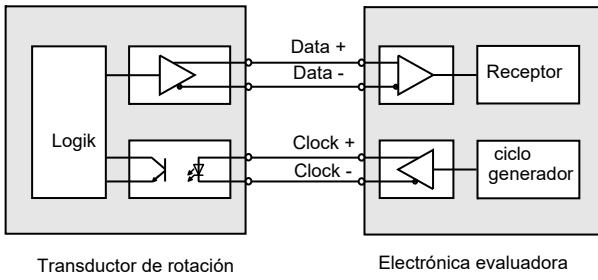 Data +
Data -
Receptor
Logik
Clock +
Clock -
ciclo
generador
Transductor de rotación
Electrónica evaluadora